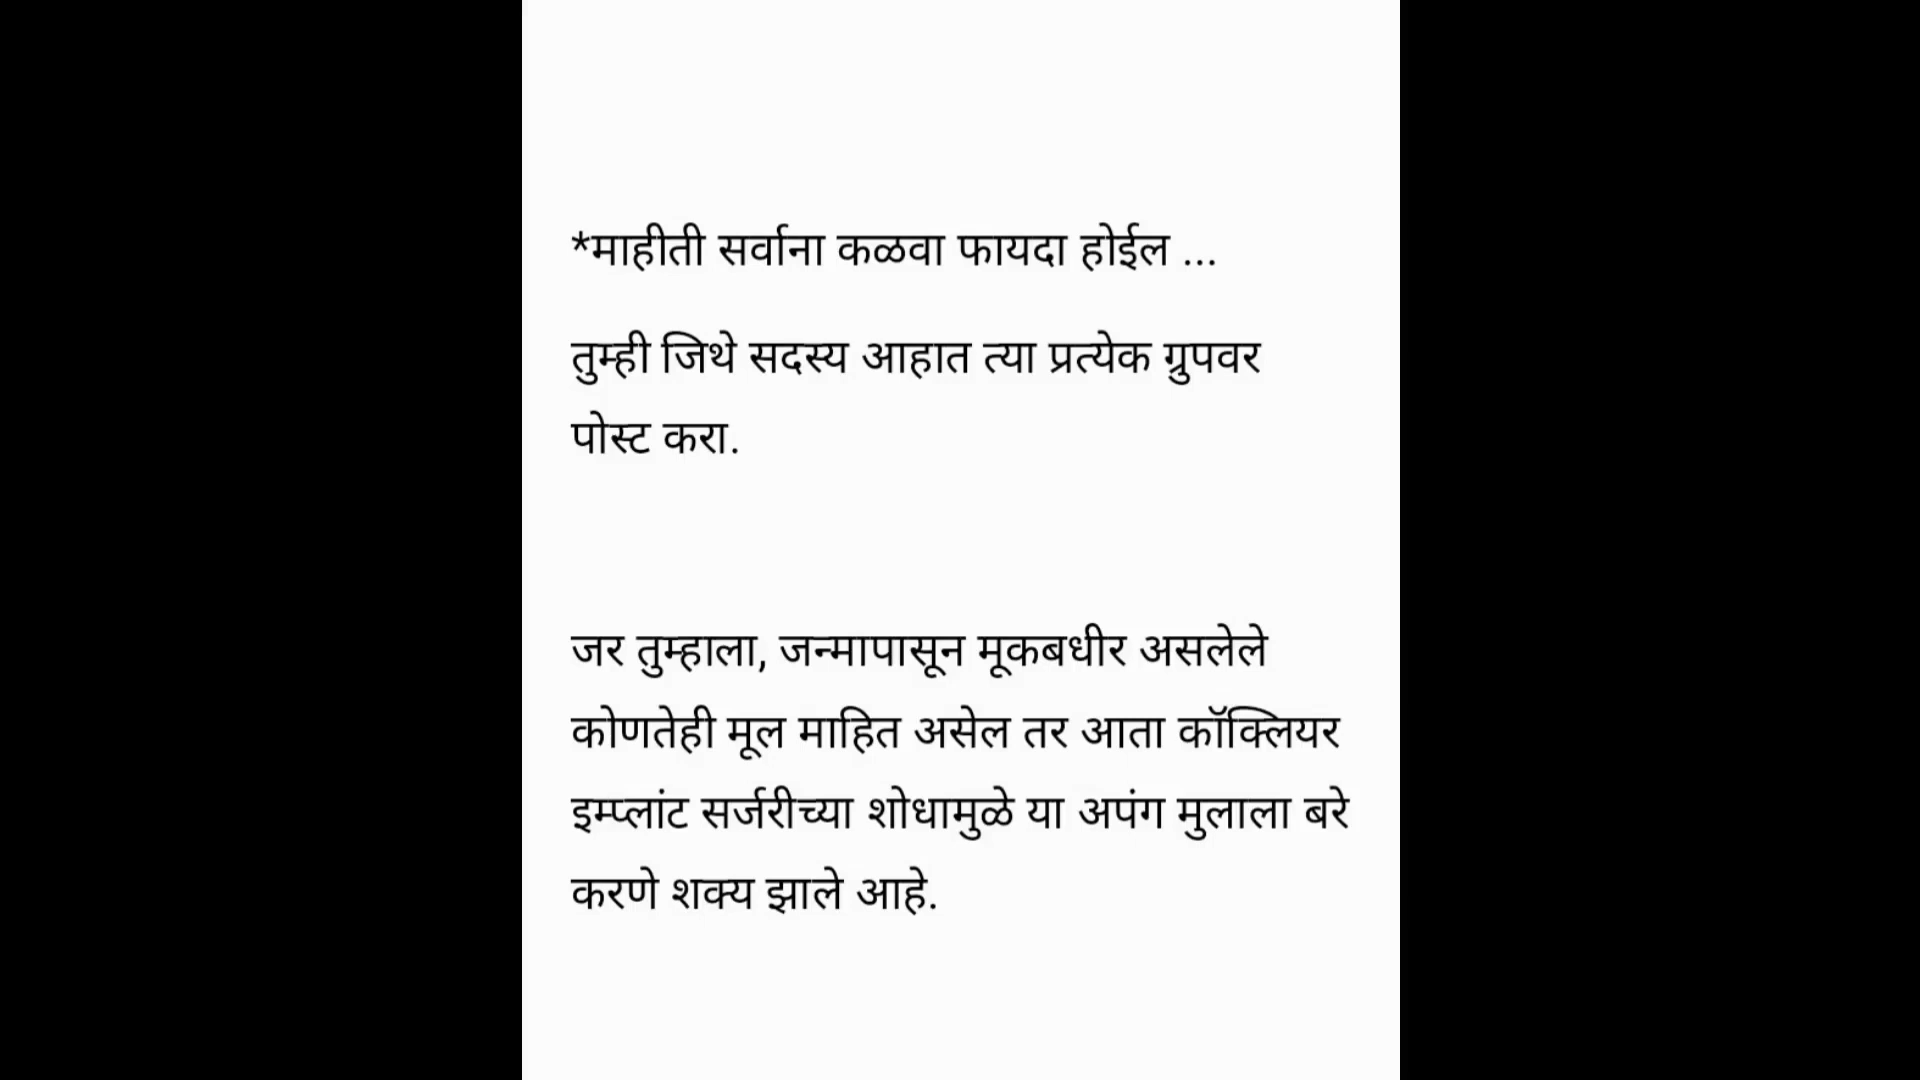 *माहीती सर्वाना कळवा फायदा होईल ...
तुम्ही जिथे सदस्य आहात त्या प्रत्येक ग्रुपवर
पोस्ट करा.
जर तुम्हाला, जन्मापासून मूकबधीर असलेले
कोणतेही मूल माहित असेल तर आता कॉक्लियर
इम्प्लांट सर्जरीच्या शोधामुळे या अपंग मुलाला बरे
करणे शक्य झाले आहे.